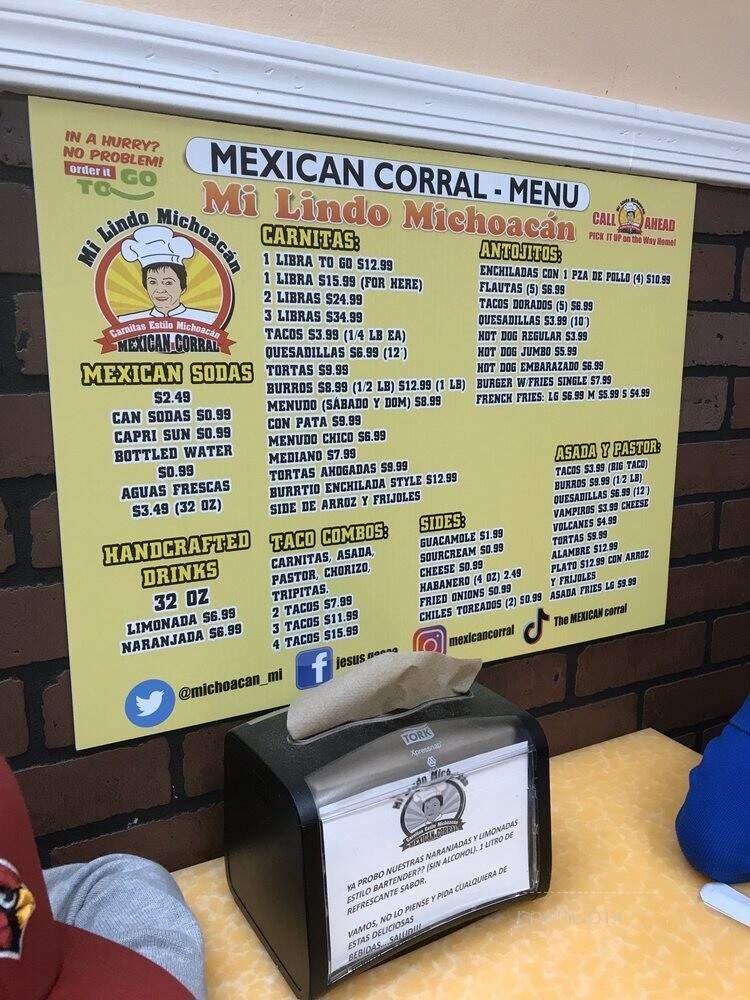 IN A HURRY?
NO PROBLEM!
order it
TO GO
MEXICAN CORRAL - MENU
Mi Lindo Michoacán
CALL AHEAD
PICK IT UP on the Way Home!
Mi Lindo Michoacán
Carnitas Estilo Michoacán
MEXICAN CORRAL
MEXICAN SODAS
$2.49
CAN SODAS $0.99
CAPRI SUN $0.99
BOTTLED WATER
$0.99
AGUAS FRESCAS
$3.49 (32 OZ)
HANDCRAFTED
DRINKS
32 OZ
LIMONADA $6.99
NARANJADA $6.99
CARNITAS:
1 LIBRA TO GO $12.99
1 LIBRA $15.99 (FOR HERE)
2 LIBRAS $24.99
3 LIBRAS $34.99
TACOS $3.99 (1/4 LB EA)
QUESADILLAS $6.99 (12")
TORTAS $9.99
BURROS $8.99 (1/2 LB) $12.99 (1 LB)
MENUDO (SÁBADO Y DOM) $8.99
CON PATA $9.99
MENUDO CHICO $6.99
MEDIANO $7.99
TORTAS AHOGADAS $9.99
BURRTIO ENCHILADA STYLE $12.99
SIDE DE ARROZ Y FRIJOLES
TACO COMBOS:
CARNITAS, ASADA,
PASTOR, CHORIZO,
TRIPITAS.
2 TACOS $7.99
3 TACOS $11.99
4 TACOS $15.99
ANTOJITOS:
ENCHILADAS CON 1 PZA DE POLLO (4) $10.99
FLAUTAS (5) $6.99
TACOS DORADOS (5) $6.99
QUESADILLAS $3.99 (10")
HOT DOG REGULAR $3.99
HOT DOG JUMBO $5.99
HOT DOG EMBARAZADO $6.99
BURGER W/FRIES SINGLE $7.99
FRENCH FRIES: LG $6.99 M $5.99 S $4.99
SIDES:
GUACAMOLE $1.99
SOURCREAM $0.99
CHEESE $0.99
HABANERO (4 OZ) 2.49
FRIED ONIONS $0.99
CHILES TOREADOS (2) $0.99
ASADA Y PASTOR:
TACOS $3.99 (BIG TACO)
BURROS $9.99 (1/2 LB)
QUESADILLAS $6.99 (12")
VAMPIROS $3.99 CHEESE
VOLCANES $4.99
TORTAS $9.99
ALAMBRE $12.99
PLATO $12.99 CON ARROZ
Y FRIJOLES
ASADA FRIES LG $9.99
@michoacan_mi
jesus
mexicancorral
The MEXICAN corral
TORK
Xpressnap
Mi Lindo
Carnitas Estilo Michoacán
MEXICAN CORRAL
YA PROBO NUESTRAS NARANJADAS Y LIMONADAS
ESTILO BARTENDER?? (SIN ALCOHOL). 1 LITRO DE
REFRESCANTE SABOR.
VAMOS, NO LO PIENSE Y PIDA CUALQUIERA DE
ESTAS DELICIOSAS
BEBIDAS... SALUD!!!